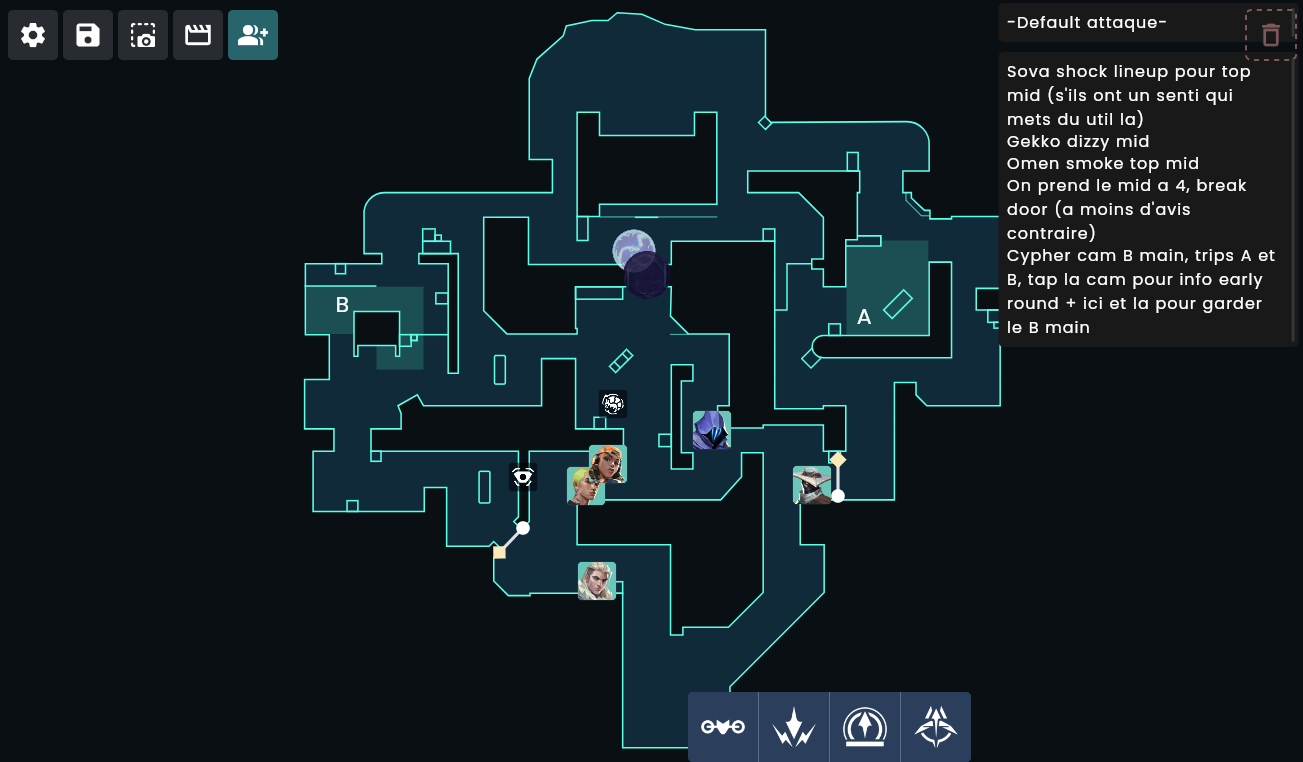 -Default attaque-
Sova shock lineup pour top
mid (s'ils ont un senti qui
mets du util la)
Gekko dizzy mid
Omen smoke top mid
On prend le mid a 4, break
door (a moins d'avis
contraire)
Cypher cam B main, trips A et
B, tap la cam pour info early
round + ici et la pour garder
le B main
B
A